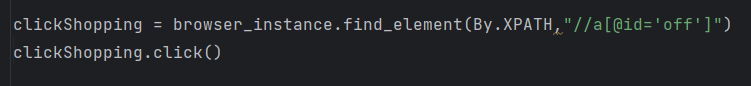 clickShopping = browser_instance.find_element(By.XPATH,"//a[@id='off']")
clickShopping.click()